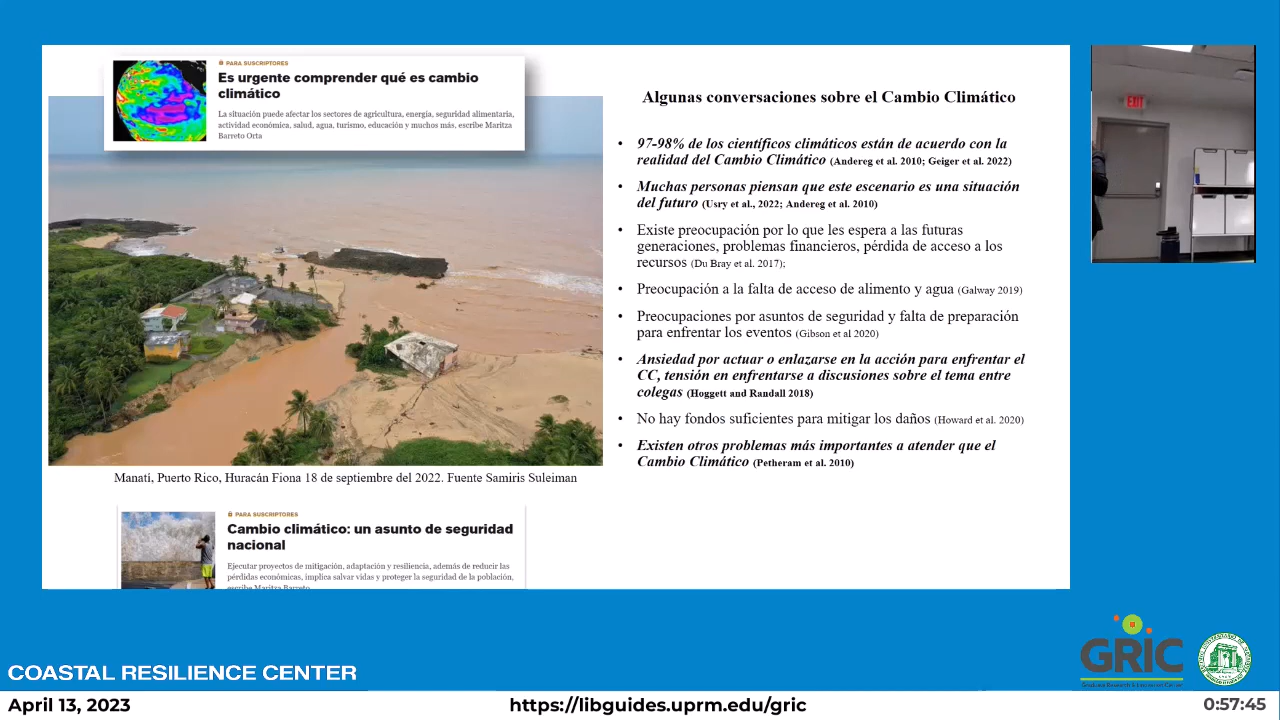 PARA SUSCRIPTORES
Es urgente comprender qué es cambio
climático
La situación puede afectar los sectores de agricultura, energía, seguridad alimentaria,
actividad económica, salud, agua, turismo, educación y muchos más, escribe Maritza
Barreto Orta
Manatí, Puerto Rico, Huracán Fiona 18 de septiembre del 2022. Fuente Samiris Suleiman
PARA SUSCRIPTORES
Cambio climático: un asunto de seguridad
nacional
Ejecutar proyectos de mitigación, adaptación y resiliencia, además de reducir las
pérdidas económicas, implica salvar vidas y proteger la seguridad de la población,
escribe Maritza Barreto
Algunas conversaciones sobre el Cambio Climático
• 97-98% de los científicos climáticos están de acuerdo con la
realidad del Cambio Climático (Andereg et al. 2010; Geiger et al. 2022)
• Muchas personas piensan que este escenario es una situación
del futuro (Usry et al., 2022; Andereg et al. 2010)
• Existe preocupación por lo que les espera a las futuras
generaciones, problemas financieros, pérdida de acceso a los
recursos (Du Bray et al. 2017);
• Preocupación a la falta de acceso de alimento y agua (Galway 2019)
• Preocupaciones por asuntos de seguridad y falta de preparación
para enfrentar los eventos (Gibson et al 2020)
• Ansiedad por actuar o enlazarse en la acción para enfrentar el
CC, tensión en enfrentarse a discusiones sobre el tema entre
colegas (Hoggett and Randall 2018)
• No hay fondos suficientes para mitigar los daños (Howard et al. 2020)
• Existen otros problemas más importantes a atender que el
Cambio Climático (Petheram et al. 2010)
EXIT
COASTAL RESILIENCE CENTER
GRIC
April 13, 2023
https://libguides.uprm.edu/gric
0:57:45